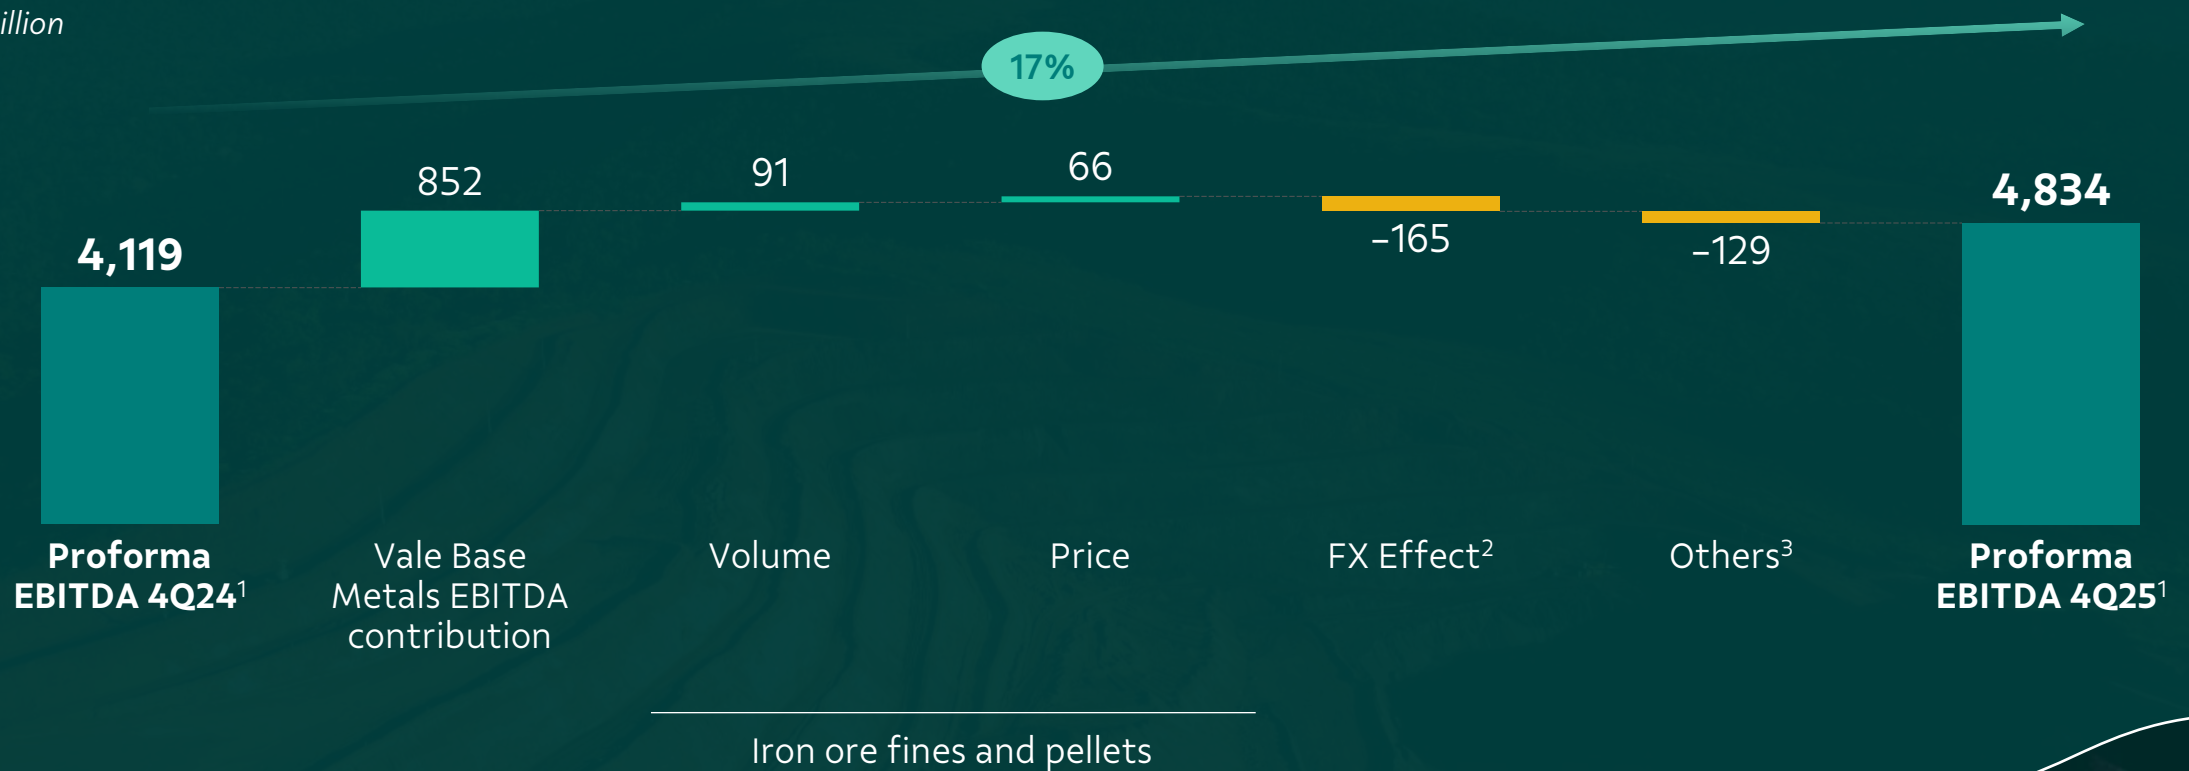 illion
17%
4,119
852
91
66
−165
−129
4,834
Proforma
EBITDA 4Q24¹
Vale Base
Metals EBITDA
contribution
Volume
Price
FX Effect²
Others³
Proforma
EBITDA 4Q25¹
Iron ore fines and pellets